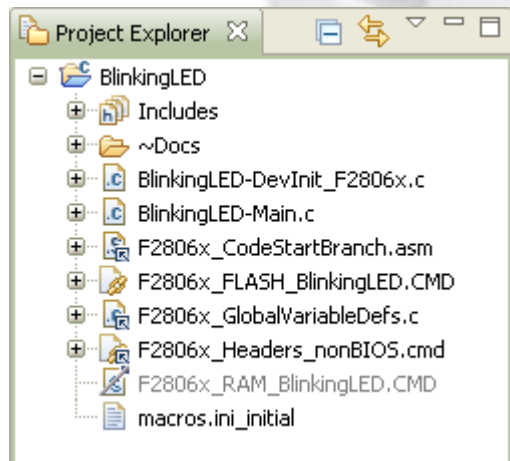 Project Explorer
BlinkingLED
Includes
~Docs
BlinkingLED-DevInit_F2806x.c
BlinkingLED-Main.c
F2806x_CodeStartBranch.asm
F2806x_FLASH_BlinkingLED.CMD
F2806x_GlobalVariableDefs.c
F2806x_Headers_nonBIOS.cmd
F2806x_RAM_BlinkingLED.CMD
macros.ini_initial